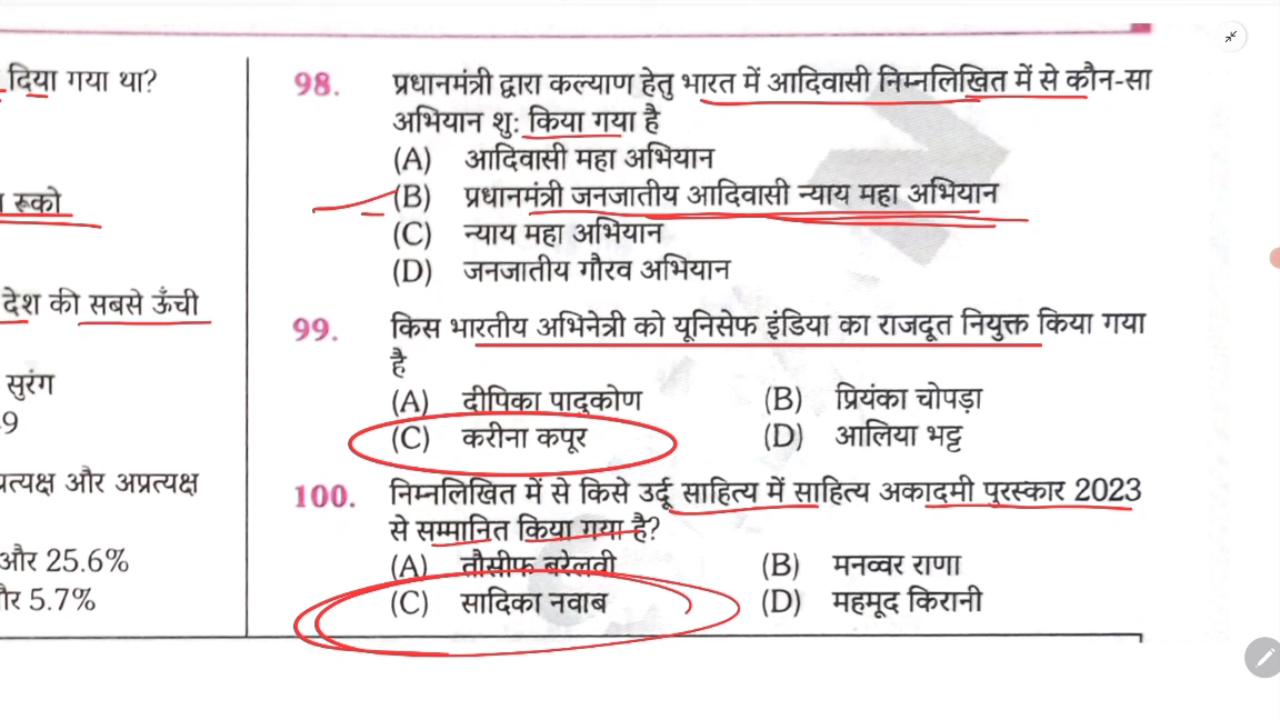 दिया गया था?
रूको
देश की सबसे ऊँची
सुरंग
9
प्रत्यक्ष और अप्रत्यक्ष
और 25.6%
5.7%
98. प्रधानमंत्री द्वारा कल्याण हेतु भारत में आदिवासी निम्नलिखित में से कौन-सा
अभियान शुः किया गया है
(A) आदिवासी महा अभियान
(B) प्रधानमंत्री जनजातीय आदिवासी न्याय महा अभियान
(C) न्याय महा अभियान
(D) जनजातीय गौरव अभियान
99. किस भारतीय अभिनेत्री को यूनिसेफ इंडिया का राजदूत नियुक्त किया गया
है
(A) दीपिका पादुकोण (B) प्रियंका चोपड़ा
(C) करीना कपूर (D) आलिया भट्ट
100. निम्नलिखित में से किसे उर्दू साहित्य में साहित्य अकादमी पुरस्कार 2023
से सम्मानित किया गया है?
(A) तौसीफ बरेलवी (B) मनव्वर राणा
(C) सादिका नवाब (D) महमूद किरानी